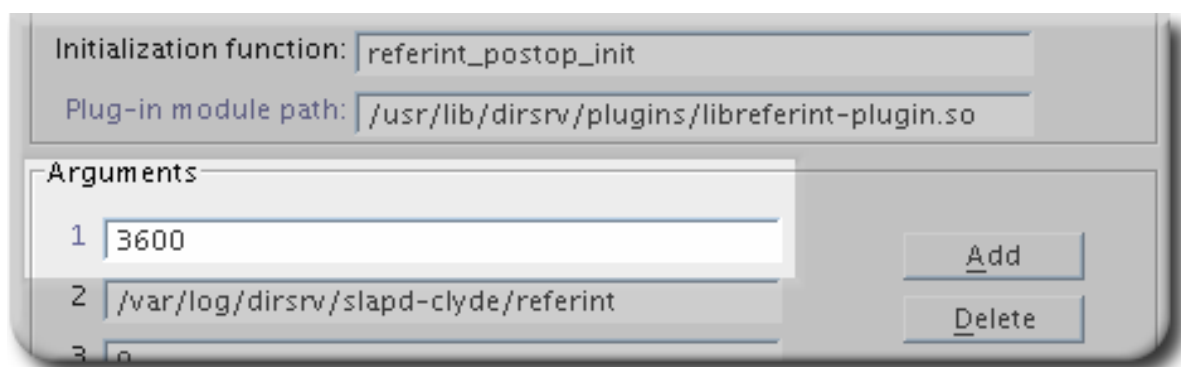 Initialization function: referint_postop_init
Plug-in module path: /usr/lib/dirsrv/plugins/libreferint-plugin.so
Arguments
1 3600
Add
2 /var/log/dirsrv/slapd-clyde/referint
Delete
3